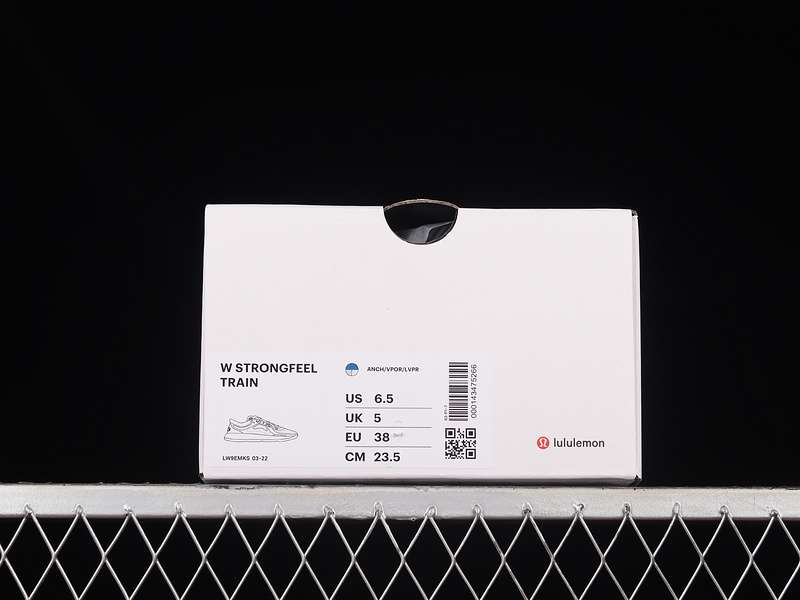 W STRONGFEEL
TRAIN
ANCH/VPOR/LVPR
US 6.5
UK 5
EU 38
CM 23.5
LW9EMKS 03-22
0000143475266
lululemon